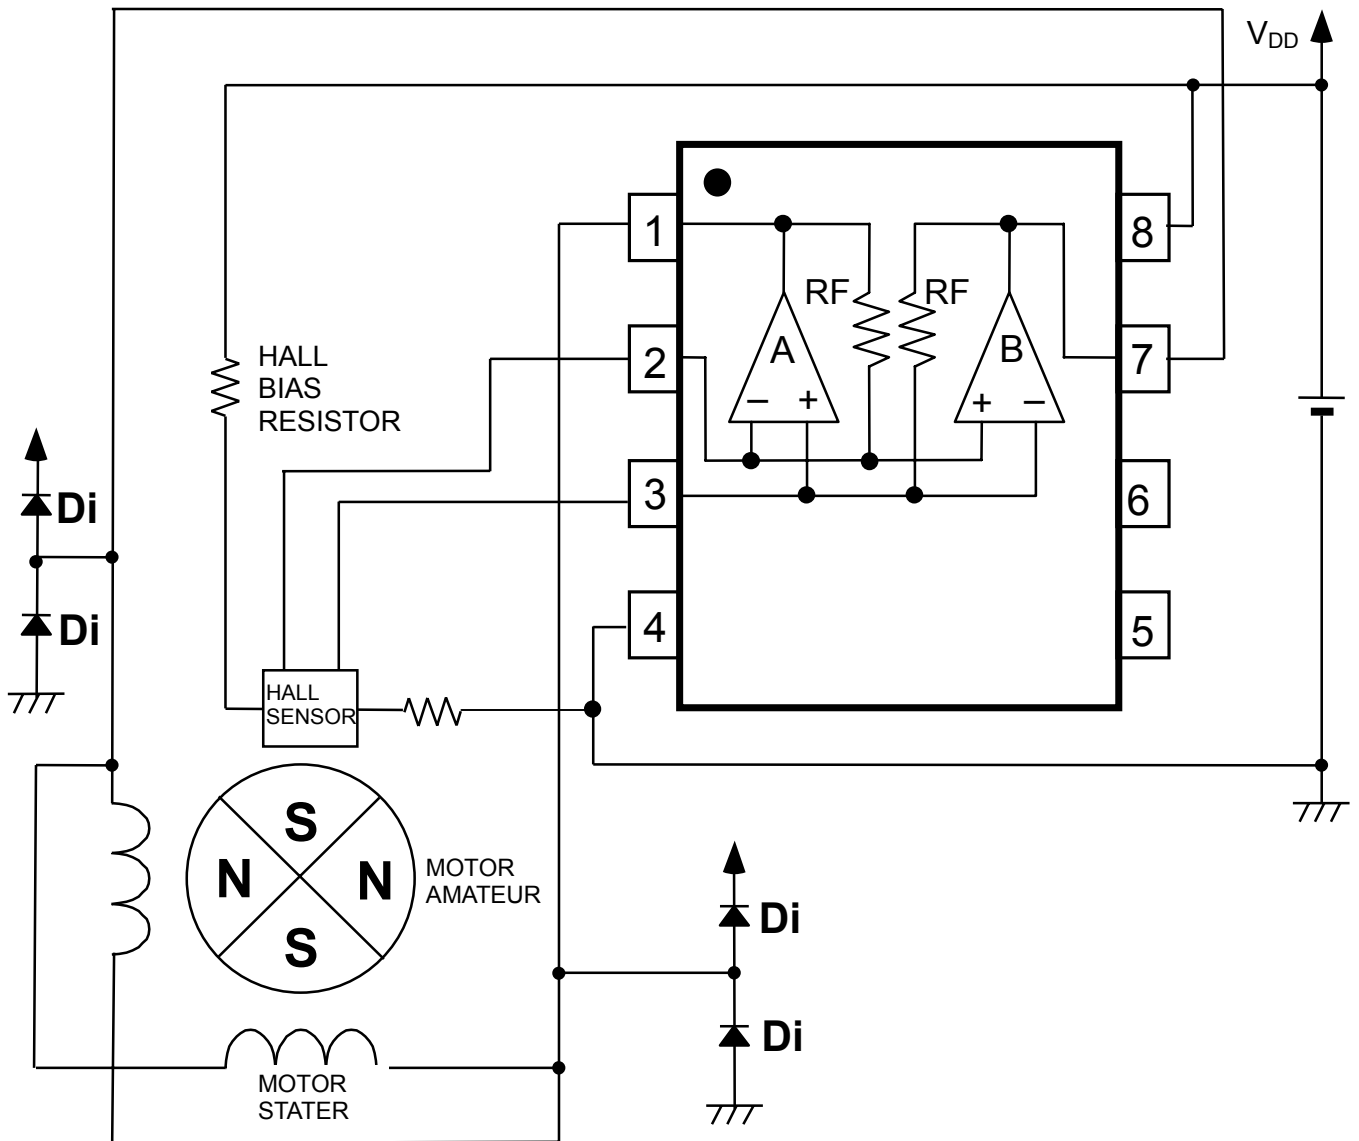 VDD
1
8
RF
RF
HALL
BIAS
RESISTOR
2
A
B
7
− +
+ −
Di
3
6
Di
4
5
HALL
SENSOR
S
N
N
S
MOTOR
AMATEUR
Di
Di
MOTOR
STATER